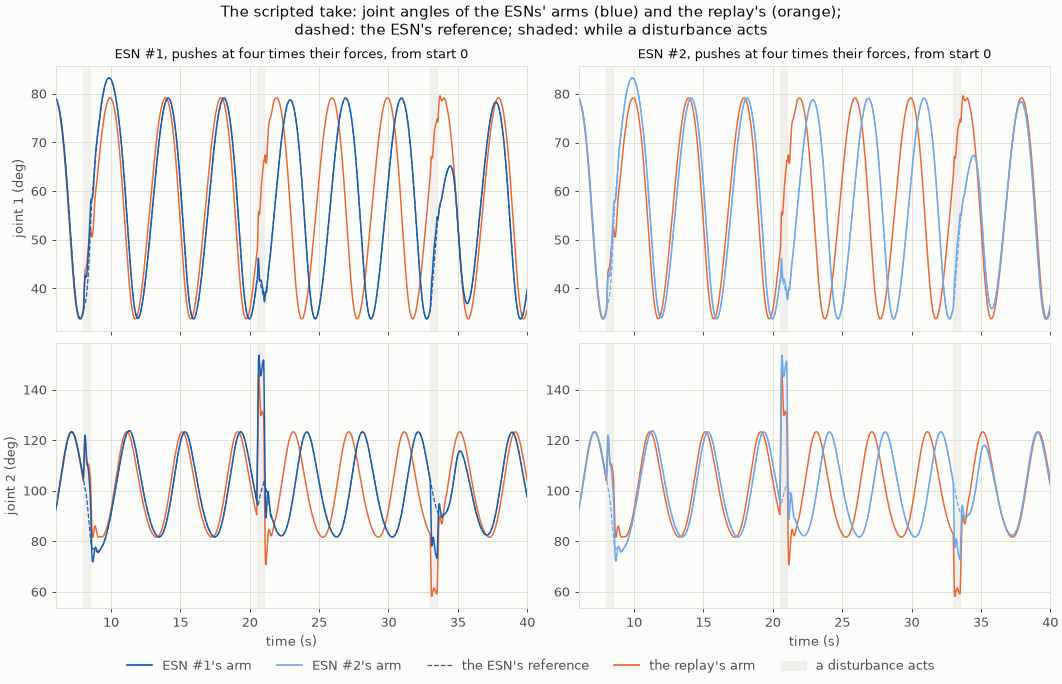 The scripted take: joint angles of the ESNs' arms (blue) and the replay's (orange);
dashed: the ESN's reference; shaded: while a disturbance acts
ESN #1, pushes at four times their forces, from start 0
ESN #2, pushes at four times their forces, from start 0
joint 1 (deg)
80
70
60
50
40
80
70
60
50
40
joint 2 (deg)
140
120
100
80
60
140
120
100
80
60
10 15 20 25 30 35 40
10 15 20 25 30 35 40
time (s)
time (s)
ESN #1's arm
ESN #2's arm
the ESN's reference
the replay's arm
a disturbance acts